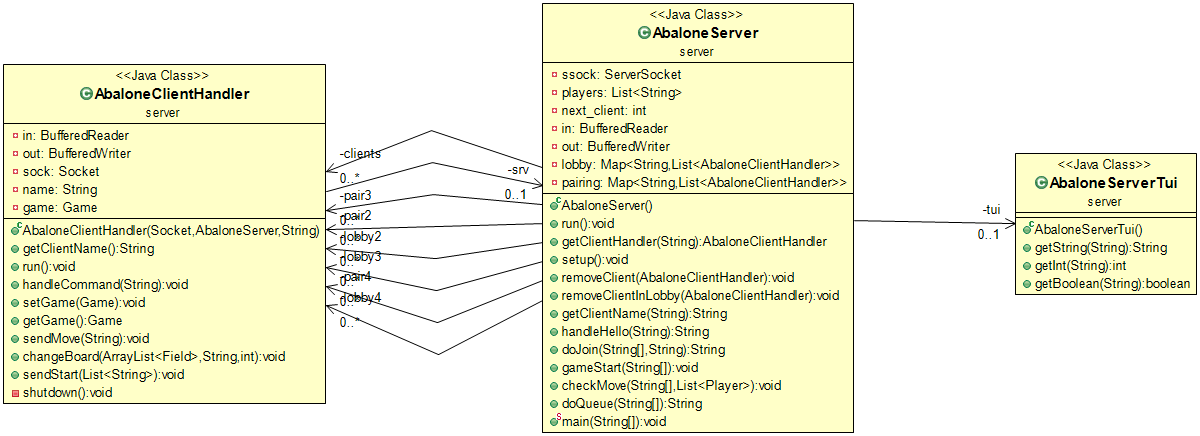 <<Java Class>>
AbaloneClientHandler
server
in: BufferedReader
out: BufferedWriter
sock: Socket
name: String
game: Game
AbaloneClientHandler(Socket,AbaloneServer,String)
getClientName():String
run():void
handleCommand(String):void
setGame(Game):void
getGame():Game
sendMove(String):void
changeBoard(ArrayList<Field>,String,int):void
sendStart(List<String>):void
shutdown():void
-clients
0..*
-srv
0..1
-pair3
0..*
-pair2
0..*
-lobby2
0..*
-lobby3
0..*
-pair4
0..*
-lobby4
0..*
<<Java Class>>
AbaloneServer
server
ssock: ServerSocket
players: List<String>
next_client: int
in: BufferedReader
out: BufferedWriter
lobby: Map<String,List<AbaloneClientHandler>>
pairing: Map<String,List<AbaloneClientHandler>>
AbaloneServer()
run():void
getClientHandler(String):AbaloneClientHandler
setup():void
removeClient(AbaloneClientHandler):void
removeClientInLobby(AbaloneClientHandler):void
getClientName(String):String
handleHello(String):String
doJoin(String[],String):String
gameStart(String[]):void
checkMove(String[],List<Player>):void
doQueue(String[]):String
main(String[]):void
-tui
0..1
<<Java Class>>
AbaloneServerTui
server
AbaloneServerTui()
getString(String):String
getInt(String):int
getBoolean(String):boolean